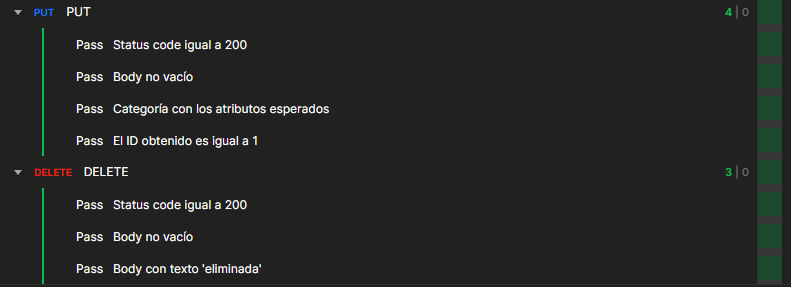 PUT PUT 4 | 0
Pass Status code igual a 200
Pass Body no vacío
Pass Categoría con los atributos esperados
Pass El ID obtenido es igual a 1
DELETE DELETE 3 | 0
Pass Status code igual a 200
Pass Body no vacío
Pass Body con texto 'eliminada'